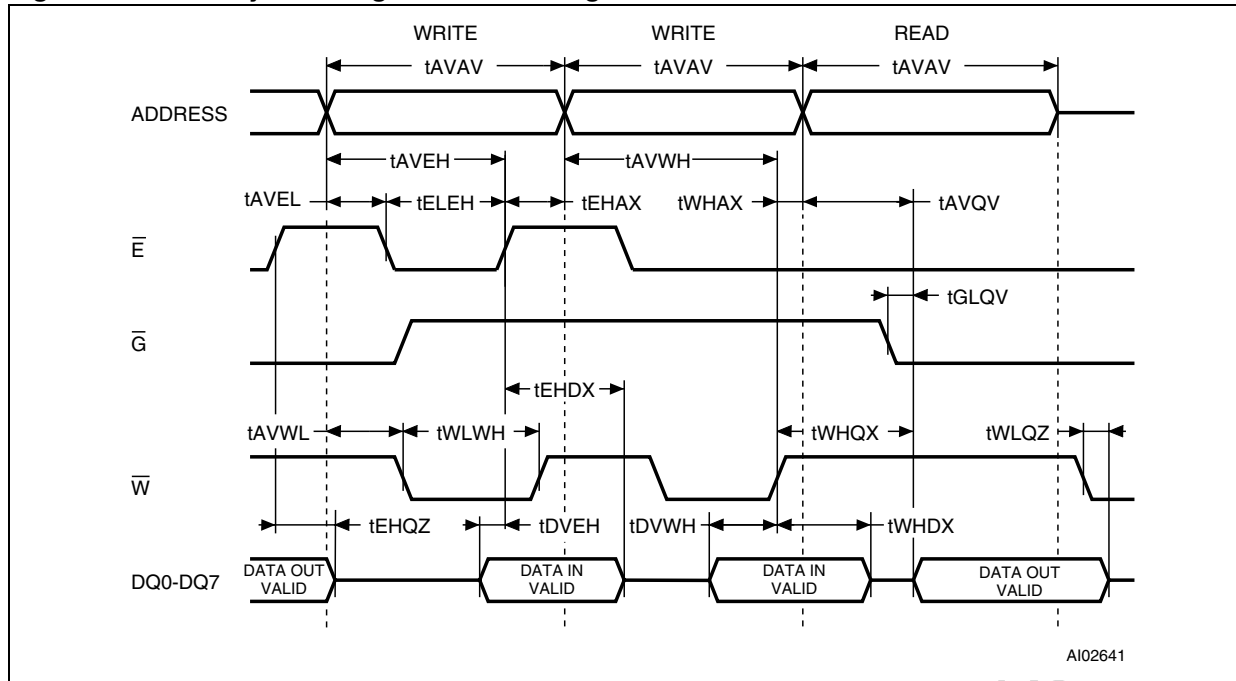 WRITE WRITE READ
tAVAV tAVAV tAVAV
ADDRESS
tAVEH tAVWH
tAVEL tELEH tEHAX tWHAX tAVQV
E
tGLQV
G
tEHDX
tAVWL tWLWH tWHQX tWLQZ
W
tEHQZ tDVEH tDVWH tWHDX
DQ0-DQ7 DATA OUT VALID DATA IN VALID DATA IN VALID DATA OUT VALID
AI02641